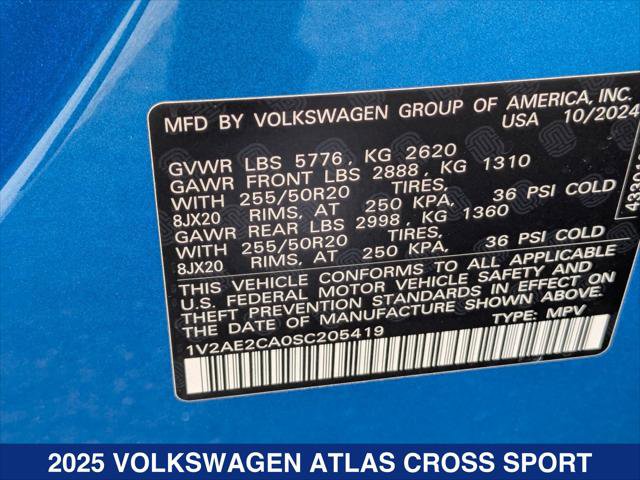 MFD BY VOLKSWAGEN GROUP OF AMERICA, INC.
USA 10/2024
GVWR LBS 5776, KG 2620
GAWR FRONT LBS 2888, KG 1310
WITH 255/50R20 TIRES,
8JX20 RIMS, AT 250 KPA, 36 PSI COLD
GAWR REAR LBS 2998, KG 1360
WITH 255/50R20 TIRES,
8JX20 RIMS, AT 250 KPA, 36 PSI COLD
THIS VEHICLE CONFORMS TO ALL APPLICABLE
U.S. FEDERAL MOTOR VEHICLE SAFETY AND
THEFT PREVENTION STANDARDS IN EFFECT ON
THE DATE OF MANUFACTURE SHOWN ABOVE.
1V2AE2CA0SC205419 TYPE: MPV
2025 VOLKSWAGEN ATLAS CROSS SPORT